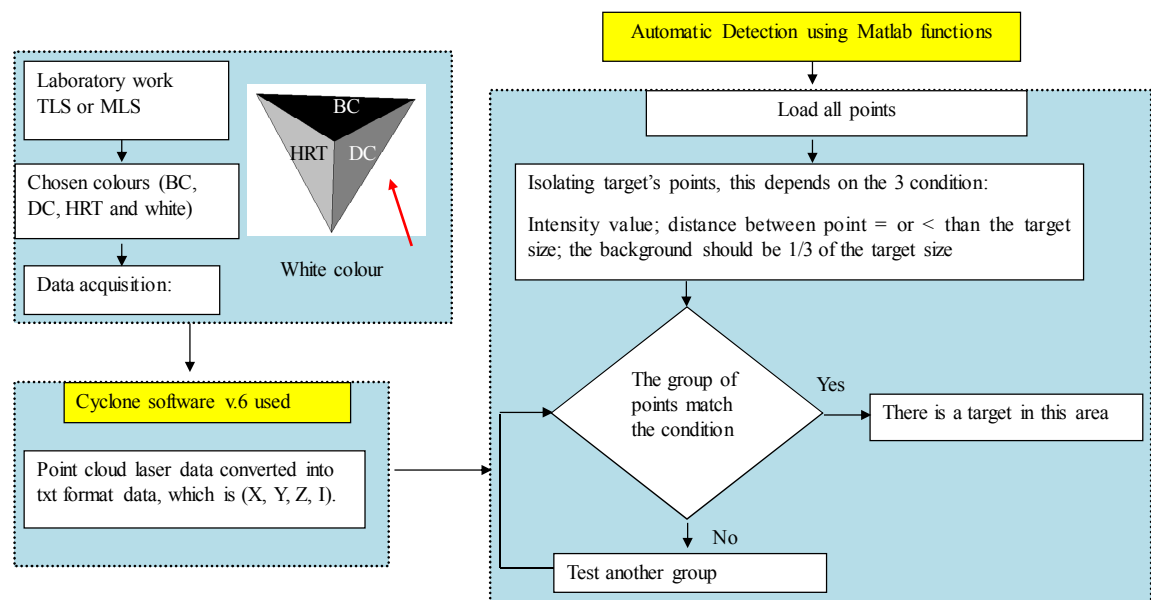 Laboratory work
TLS or MLS
Chosen colours (BC,
DC, HRT and white)
Data acquisition:
BC
HRT
DC
White colour
Cyclone software v.6 used
Point cloud laser data converted into
txt format data, which is (X, Y, Z, I).
Automatic Detection using Matlab functions
Load all points
Isolating target's points, this depends on the 3 condition:
Intensity value; distance between point = or < than the target
size; the background should be 1/3 of the target size
The group of
points match
the condition
Yes
There is a target in this area
No
Test another group